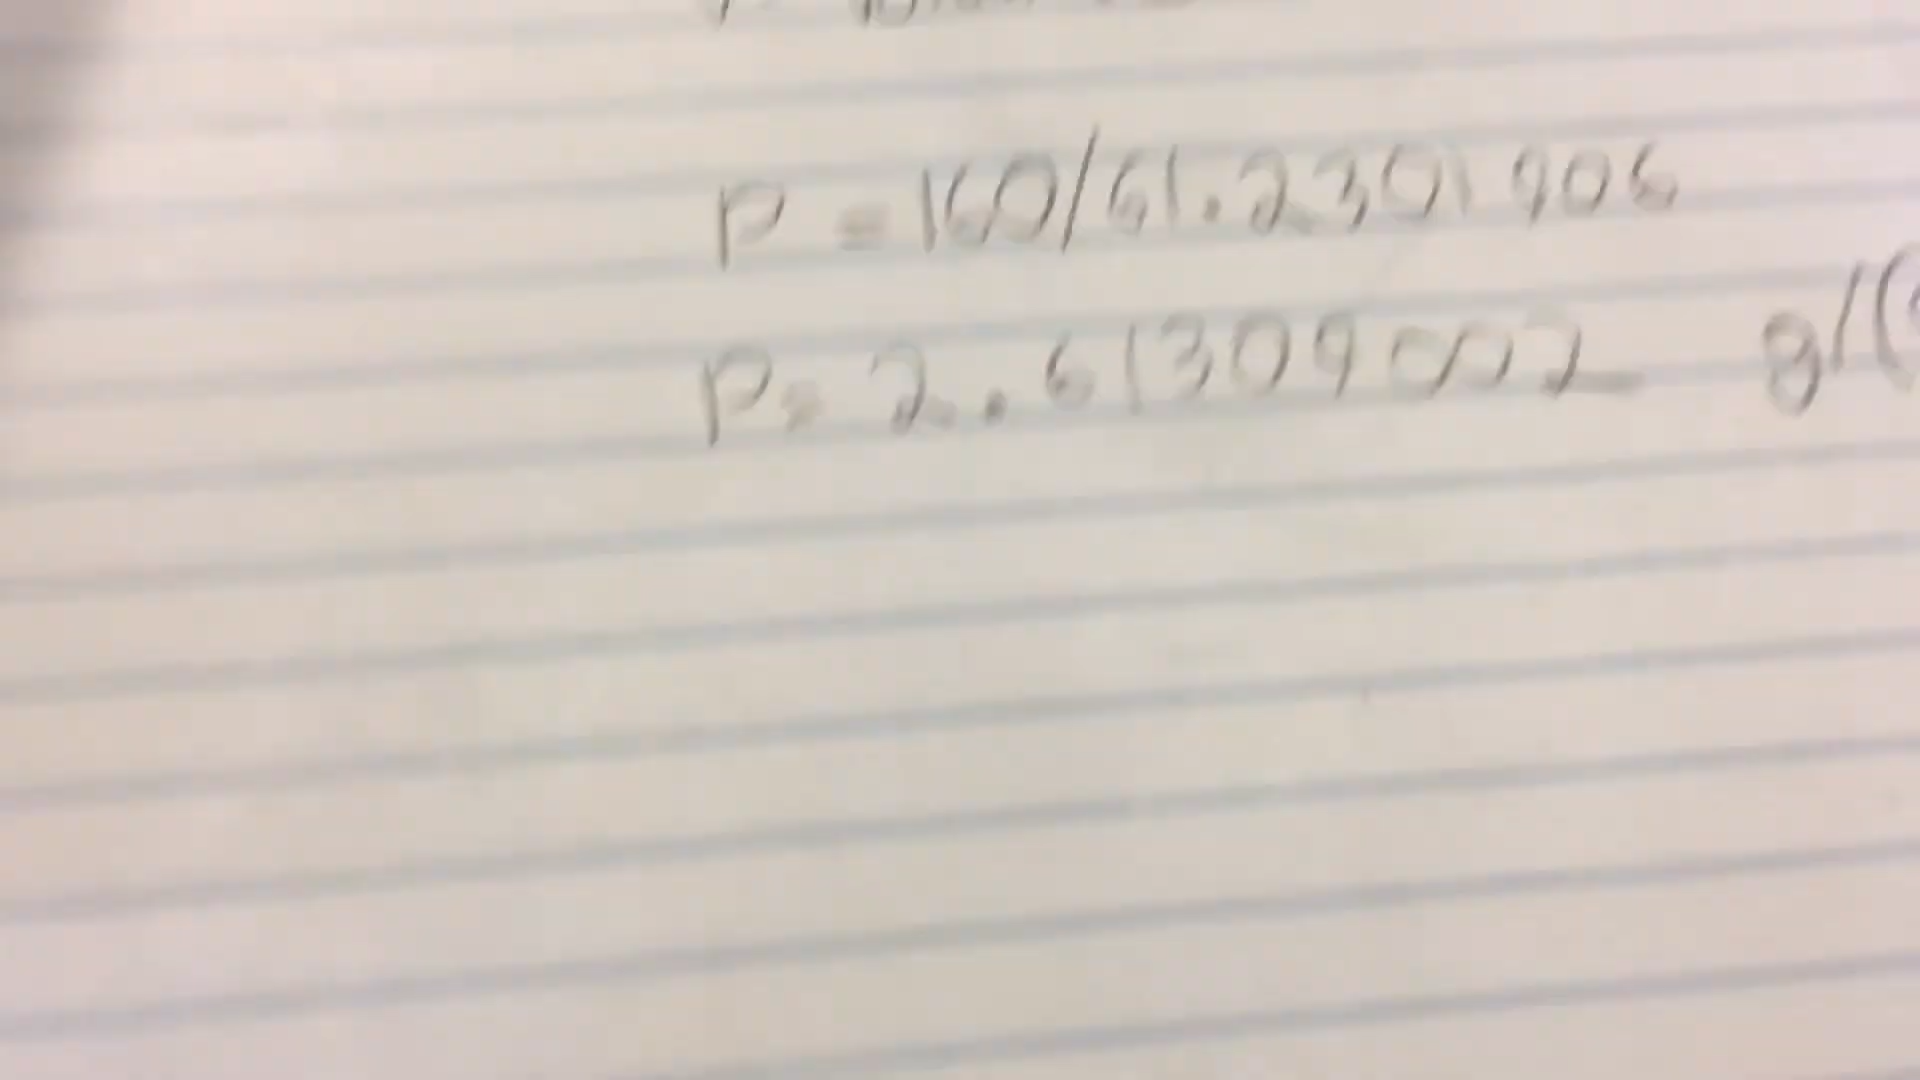 P = 160/61.2301906
P = 2.61309002 g/(